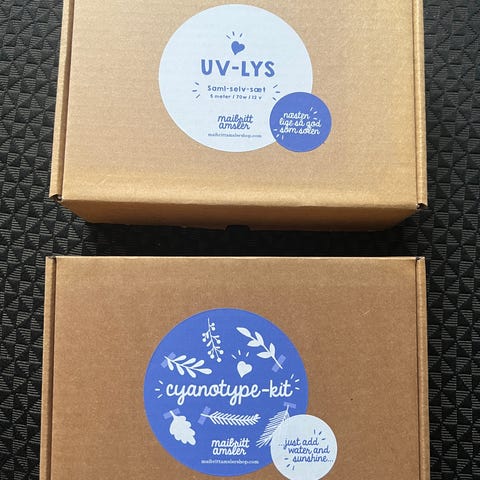 UV-LYS
Saml-selv-sæt
5 meter / 70w / 12 v
maibritt
amsler
maibrittamslershop.com
næsten
lige så god
som solen
cyanotype-kit
maibritt
amsler
maibrittamslershop.com
...just add
water and
sunshine...